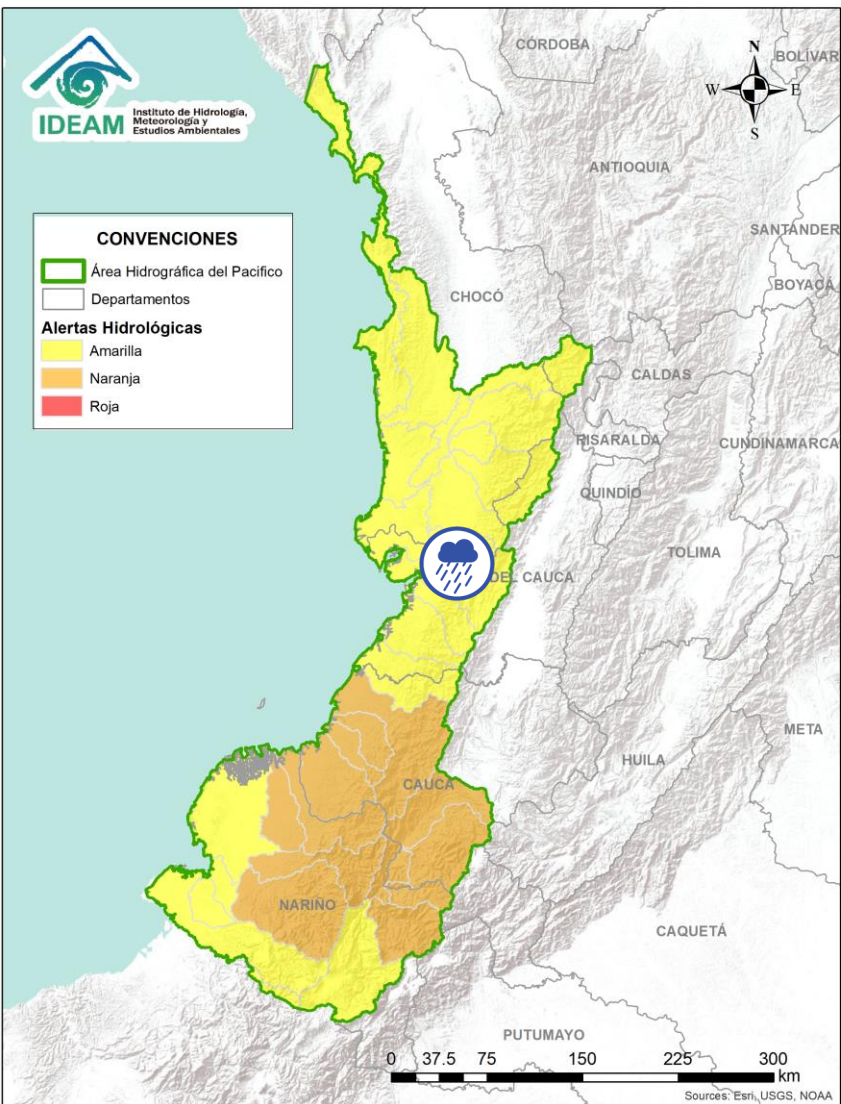 IDEAM
Instituto de Hidrología,
Meteorología y
Estudios Ambientales
CÓRDOBA
BOLÍVAR
N
W
E
S
ANTIOQUIA
SANTANDER
BOYACÁ
CONVENCIONES
Área Hidrográfica del Pacifico
Departamentos
Alertas Hidrológicas
Amarilla
Naranja
Roja
CHOCÓ
CALDAS
RISARALDA
CUNDINAMARCA
QUINDÍO
TOLIMA
DEL CAUCA
META
HUILA
CAUCA
NARIÑO
CAQUETÁ
PUTUMAYO
0 37.5 75 150 225 300
km
Sources: Esri, USGS, NOAA